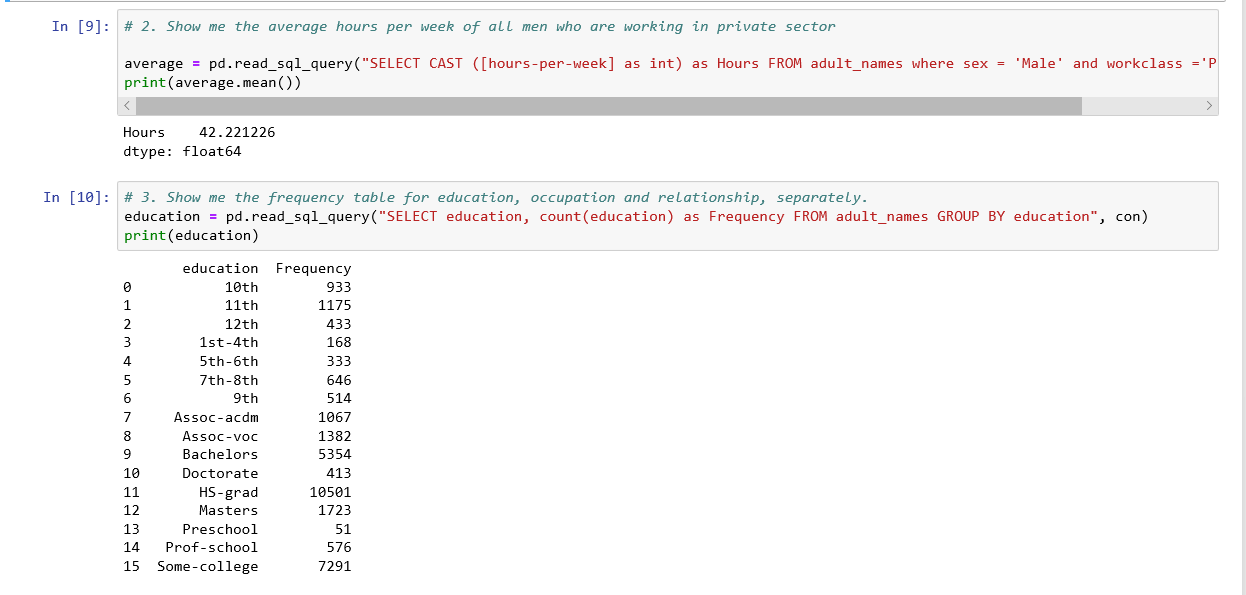 In [9]: # 2. Show me the average hours per week of all men who are working in private sector
average = pd.read_sql_query("SELECT CAST ([hours-per-week] as int) as Hours FROM adult_names where sex = 'Male' and workclass ='P
print(average.mean())
Hours 42.221226
dtype: float64
In [10]: # 3. Show me the frequency table for education, occupation and relationship, separately.
education = pd.read_sql_query("SELECT education, count(education) as Frequency FROM adult_names GROUP BY education", con)
print(education)
education Frequency
0 10th 933
1 11th 1175
2 12th 433
3 1st-4th 168
4 5th-6th 333
5 7th-8th 646
6 9th 514
7 Assoc-acdm 1067
8 Assoc-voc 1382
9 Bachelors 5354
10 Doctorate 413
11 HS-grad 10501
12 Masters 1723
13 Preschool 51
14 Prof-school 576
15 Some-college 7291